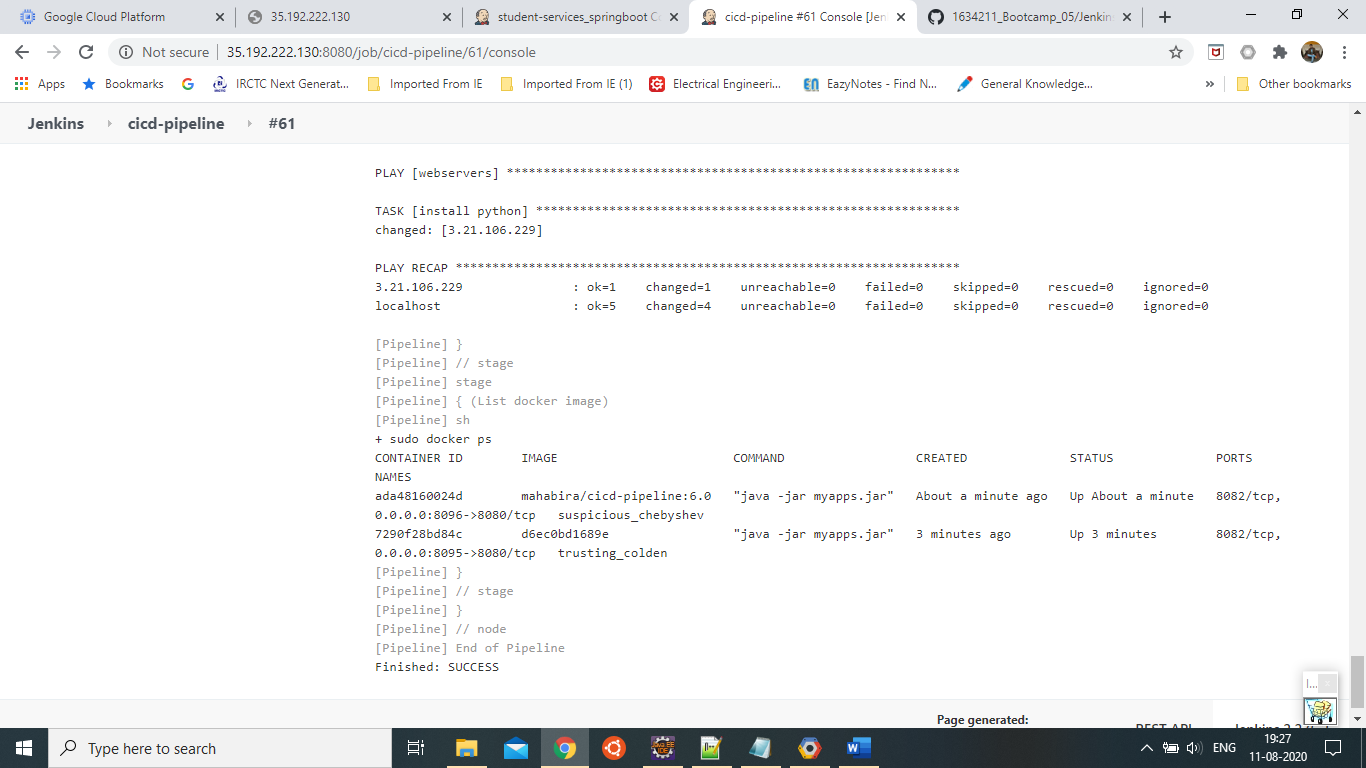 Google Cloud Platform
35.192.222.130
student-services_springboot C
cicd-pipeline #61 Console [Jen
1634211_Bootcamp_05/Jenkin
Not secure 35.192.222.130:8080/job/cicd-pipeline/61/console
Apps Bookmarks IRCTC Next Generat... Imported From IE Imported From IE (1) Electrical Engineeri... EazyNotes - Find N... General Knowledge... » Other bookmarks
Jenkins cicd-pipeline #61
PLAY [webservers] **************************************************************
TASK [install python] **********************************************************
changed: [3.21.106.229]
PLAY RECAP *********************************************************************
3.21.106.229 : ok=1 changed=1 unreachable=0 failed=0 skipped=0 rescued=0 ignored=0
localhost : ok=5 changed=4 unreachable=0 failed=0 skipped=0 rescued=0 ignored=0
[Pipeline] }
[Pipeline] // stage
[Pipeline] stage
[Pipeline] { (List docker image)
[Pipeline] sh
+ sudo docker ps
CONTAINER ID IMAGE COMMAND CREATED STATUS PORTS
NAMES
ada48160024d mahabira/cicd-pipeline:6.0 "java -jar myapps.jar" About a minute ago Up About a minute 8082/tcp,
0.0.0.0:8096->8080/tcp suspicious_chebyshev
7290f28bd84c d6ec0bd1689e "java -jar myapps.jar" 3 minutes ago Up 3 minutes 8082/tcp,
0.0.0.0:8095->8080/tcp trusting_colden
[Pipeline] }
[Pipeline] // stage
[Pipeline] }
[Pipeline] // node
[Pipeline] End of Pipeline
Finished: SUCCESS
I...
Page generated:
REST API
Type here to search
ENG
19:27
11-08-2020